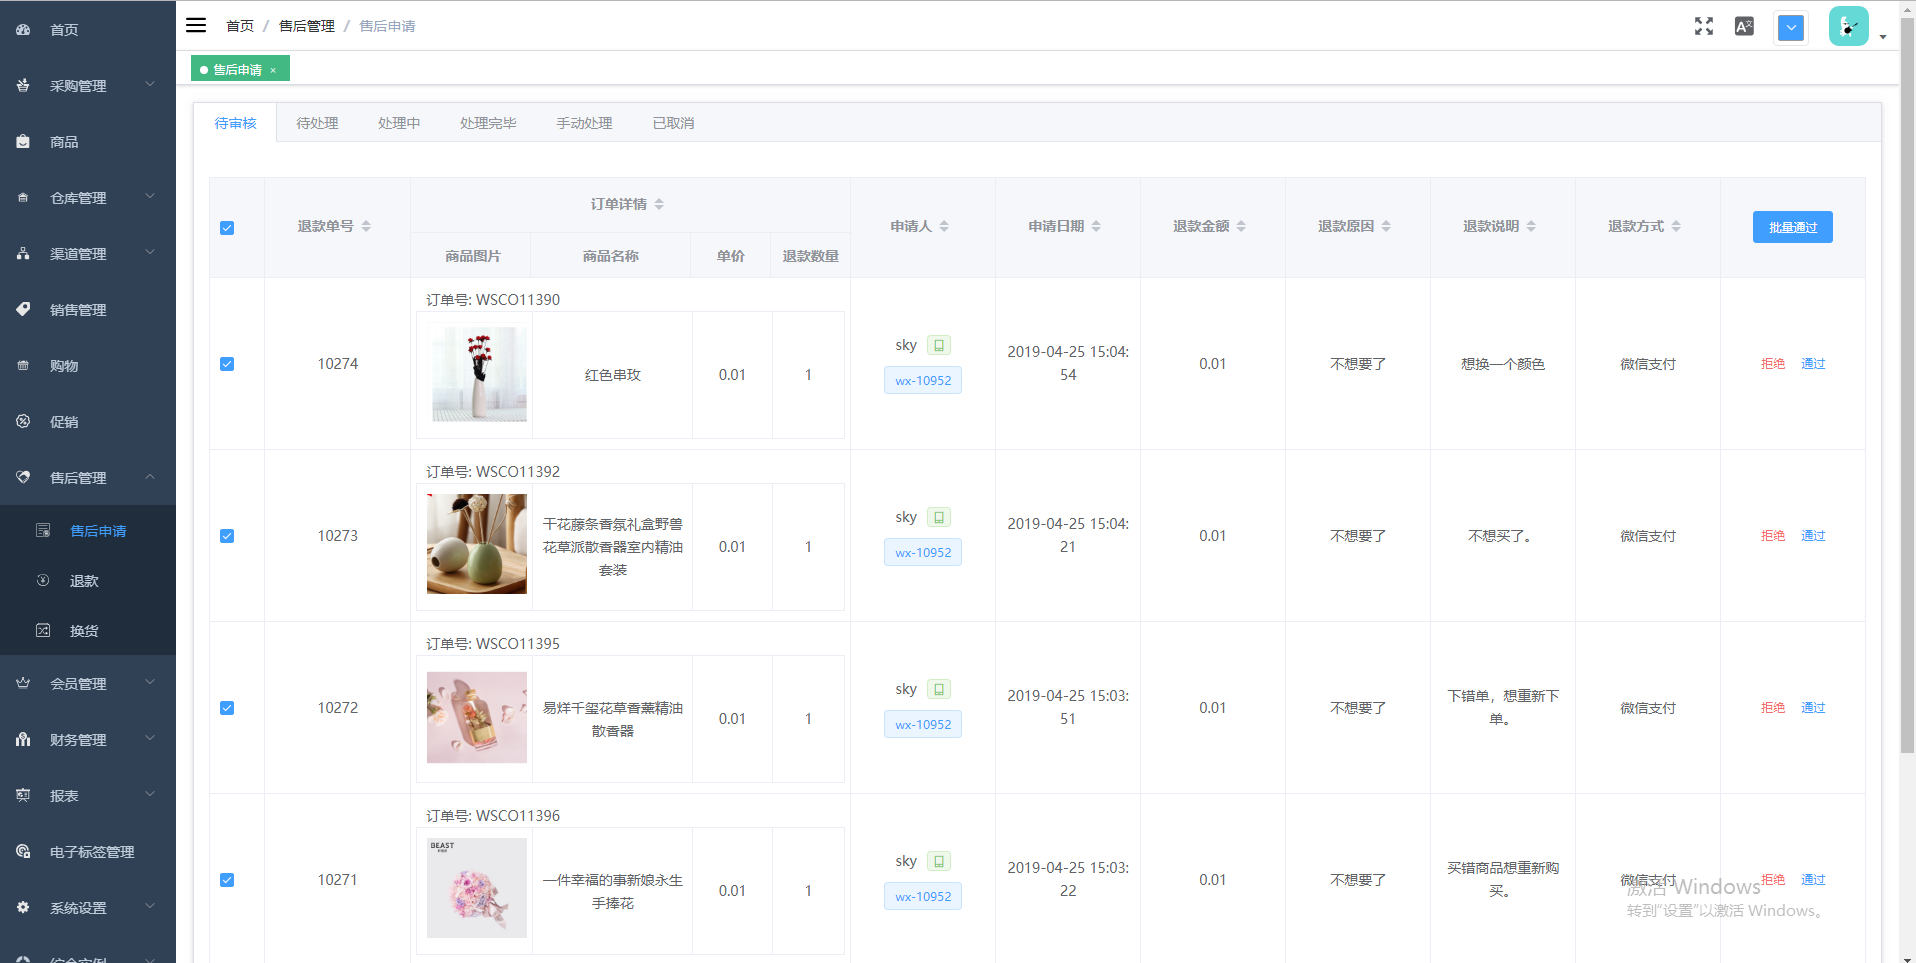 首页
采购管理
商品
仓库管理
渠道管理
销售管理
购物
促销
售后管理
售后申请
退款
换货
会员管理
财务管理
报表
电子标签管理
系统设置
综合实例
首页 / 售后管理 / 售后申请
售后申请 ×
待审核 待处理 处理中 处理完毕 手动处理 已取消
退款单号 订单详情 申请人 申请日期 退款金额 退款原因 退款说明 退款方式 批量通过
商品图片 商品名称 单价 退款数量
订单号: WSCO11390
10274 红色串玫 0.01 1
sky
wx-10952
2019-04-25 15:04:
54
0.01 不想要了 想换一个颜色 微信支付 拒绝 通过
订单号: WSCO11392
10273
干花藤条香氛礼盒野兽
花草派散香器室内精油
套装
0.01 1
sky
wx-10952
2019-04-25 15:04:
21
0.01 不想要了 不想买了。 微信支付 拒绝 通过
订单号: WSCO11395
10272
易烊千玺花草香薰精油
散香器
0.01 1
sky
wx-10952
2019-04-25 15:03:
51
0.01 不想要了
下错单，想重新下
单。
微信支付 拒绝 通过
订单号: WSCO11396
BEAST
10271
一件幸福的事新娘永生
手捧花
0.01 1
sky
wx-10952
2019-04-25 15:03:
22
0.01 不想要了
买错商品想重新购
买。
微信支付 拒绝 通过
激活 Windows
转到“设置”以激活 Windows。